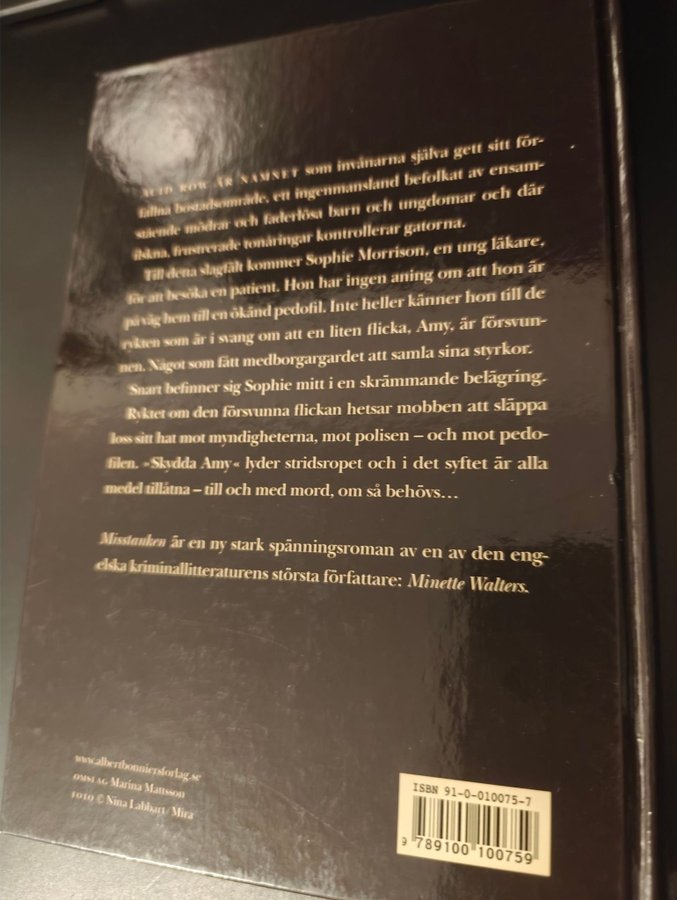 ACID ROW ÄR NAMNET som invånarna själva gett sitt för-
fallna bostadsområde, ett ingenmansland befolkat av ensam-
stående mödrar och faderlösa barn och ungdomar och där
ilskna, frustrerade tonåringar kontrollerar gatorna.
Till detta slagfält kommer Sophie Morrison, en ung läkare,
för att besöka en patient. Hon har ingen aning om att hon är
på väg hem till en ökänd pedofil. Inte heller känner hon till de
rykten som är i svang om att en liten flicka, Amy, är försvun-
nen. Något som fått medborgargardet att samla sina styrkor.
Snart befinner sig Sophie mitt i en skrämmande belägring.
Ryktet om den försvunna flickan hetsar mobben att släppa
loss sitt hat mot myndigheterna, mot polisen – och mot pedo-
filen. »Skydda Amy« lyder stridsropet och i det syftet är alla
medel tillåtna – till och med mord, om så behövs…
Misstanken är en ny stark spänningsroman av en av den eng-
elska kriminallitteraturens största författare: Minette Walters.
www.albertbonniersforlag.se
OMSLAG Marina Mattsson
FOTO © Nina Labhart/Mira
ISBN 91-0-010075-7
9 789100 100759